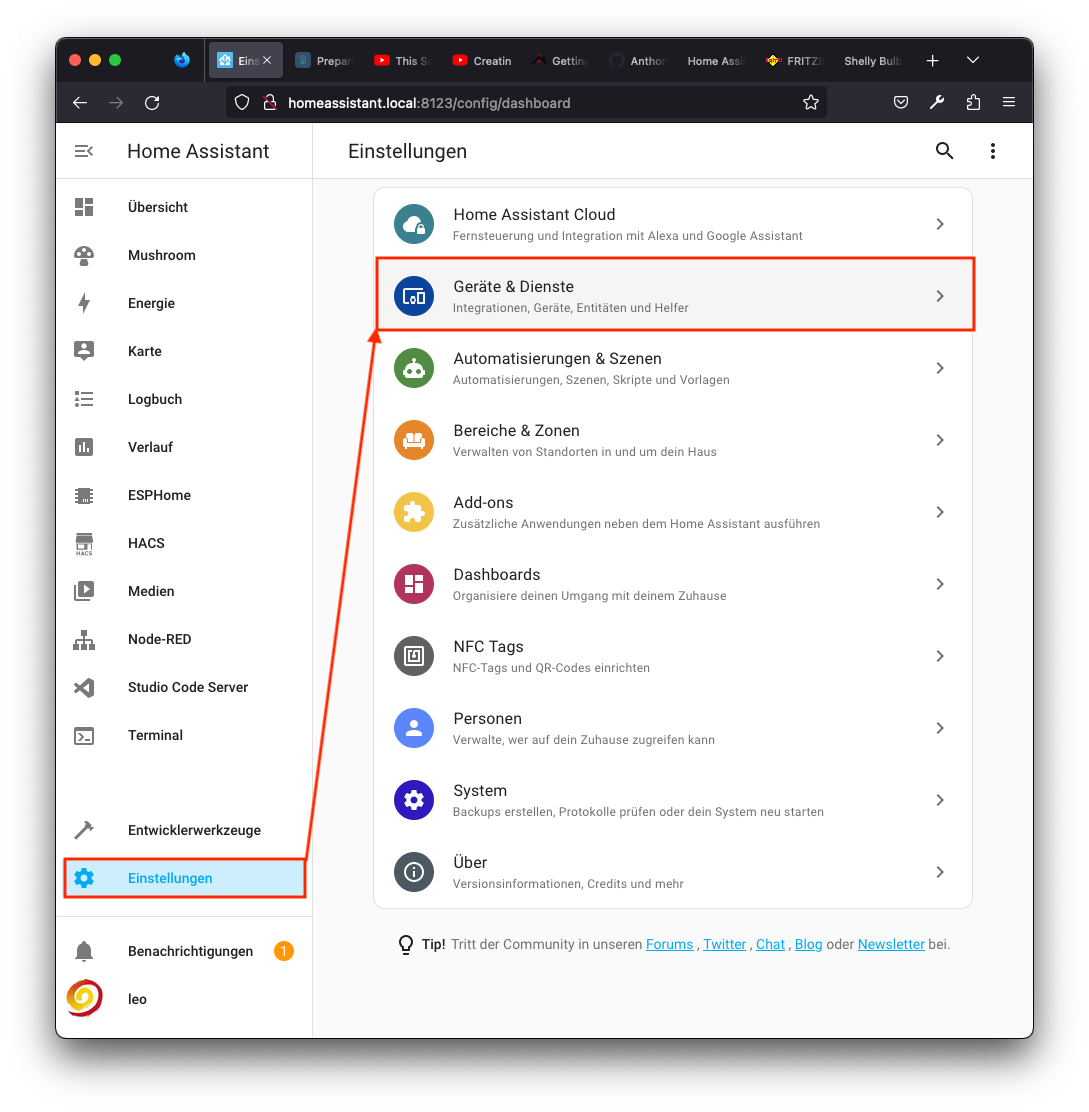 Eins
Prepar
This S
Creatin
Getting
Anthon
Home Assi
FRITZ!
Shelly Bulb
homeassistant.local:8123/config/dashboard
Home Assistant
Einstellungen
Übersicht
Mushroom
Energie
Karte
Logbuch
Verlauf
ESPHome
HACS
HACS
Medien
Node-RED
Studio Code Server
Terminal
Entwicklerwerkzeuge
Einstellungen
Benachrichtigungen 1
leo
Home Assistant Cloud
Fernsteuerung und Integration mit Alexa und Google Assistant
Geräte & Dienste
Integrationen, Geräte, Entitäten und Helfer
Automatisierungen & Szenen
Automatisierungen, Szenen, Skripte und Vorlagen
Bereiche & Zonen
Verwalten von Standorten in und um dein Haus
Add-ons
Zusätzliche Anwendungen neben dem Home Assistant ausführen
Dashboards
Organisiere deinen Umgang mit deinem Zuhause
NFC Tags
NFC-Tags und QR-Codes einrichten
Personen
Verwalte, wer auf dein Zuhause zugreifen kann
System
Backups erstellen, Protokolle prüfen oder dein System neu starten
Über
Versionsinformationen, Credits und mehr
Tip! Tritt der Community in unseren Forums , Twitter , Chat , Blog oder Newsletter bei.